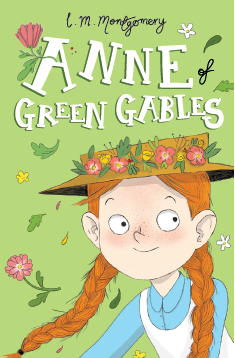 L. M. Montgomery
ANNE of
GREEN GABLES